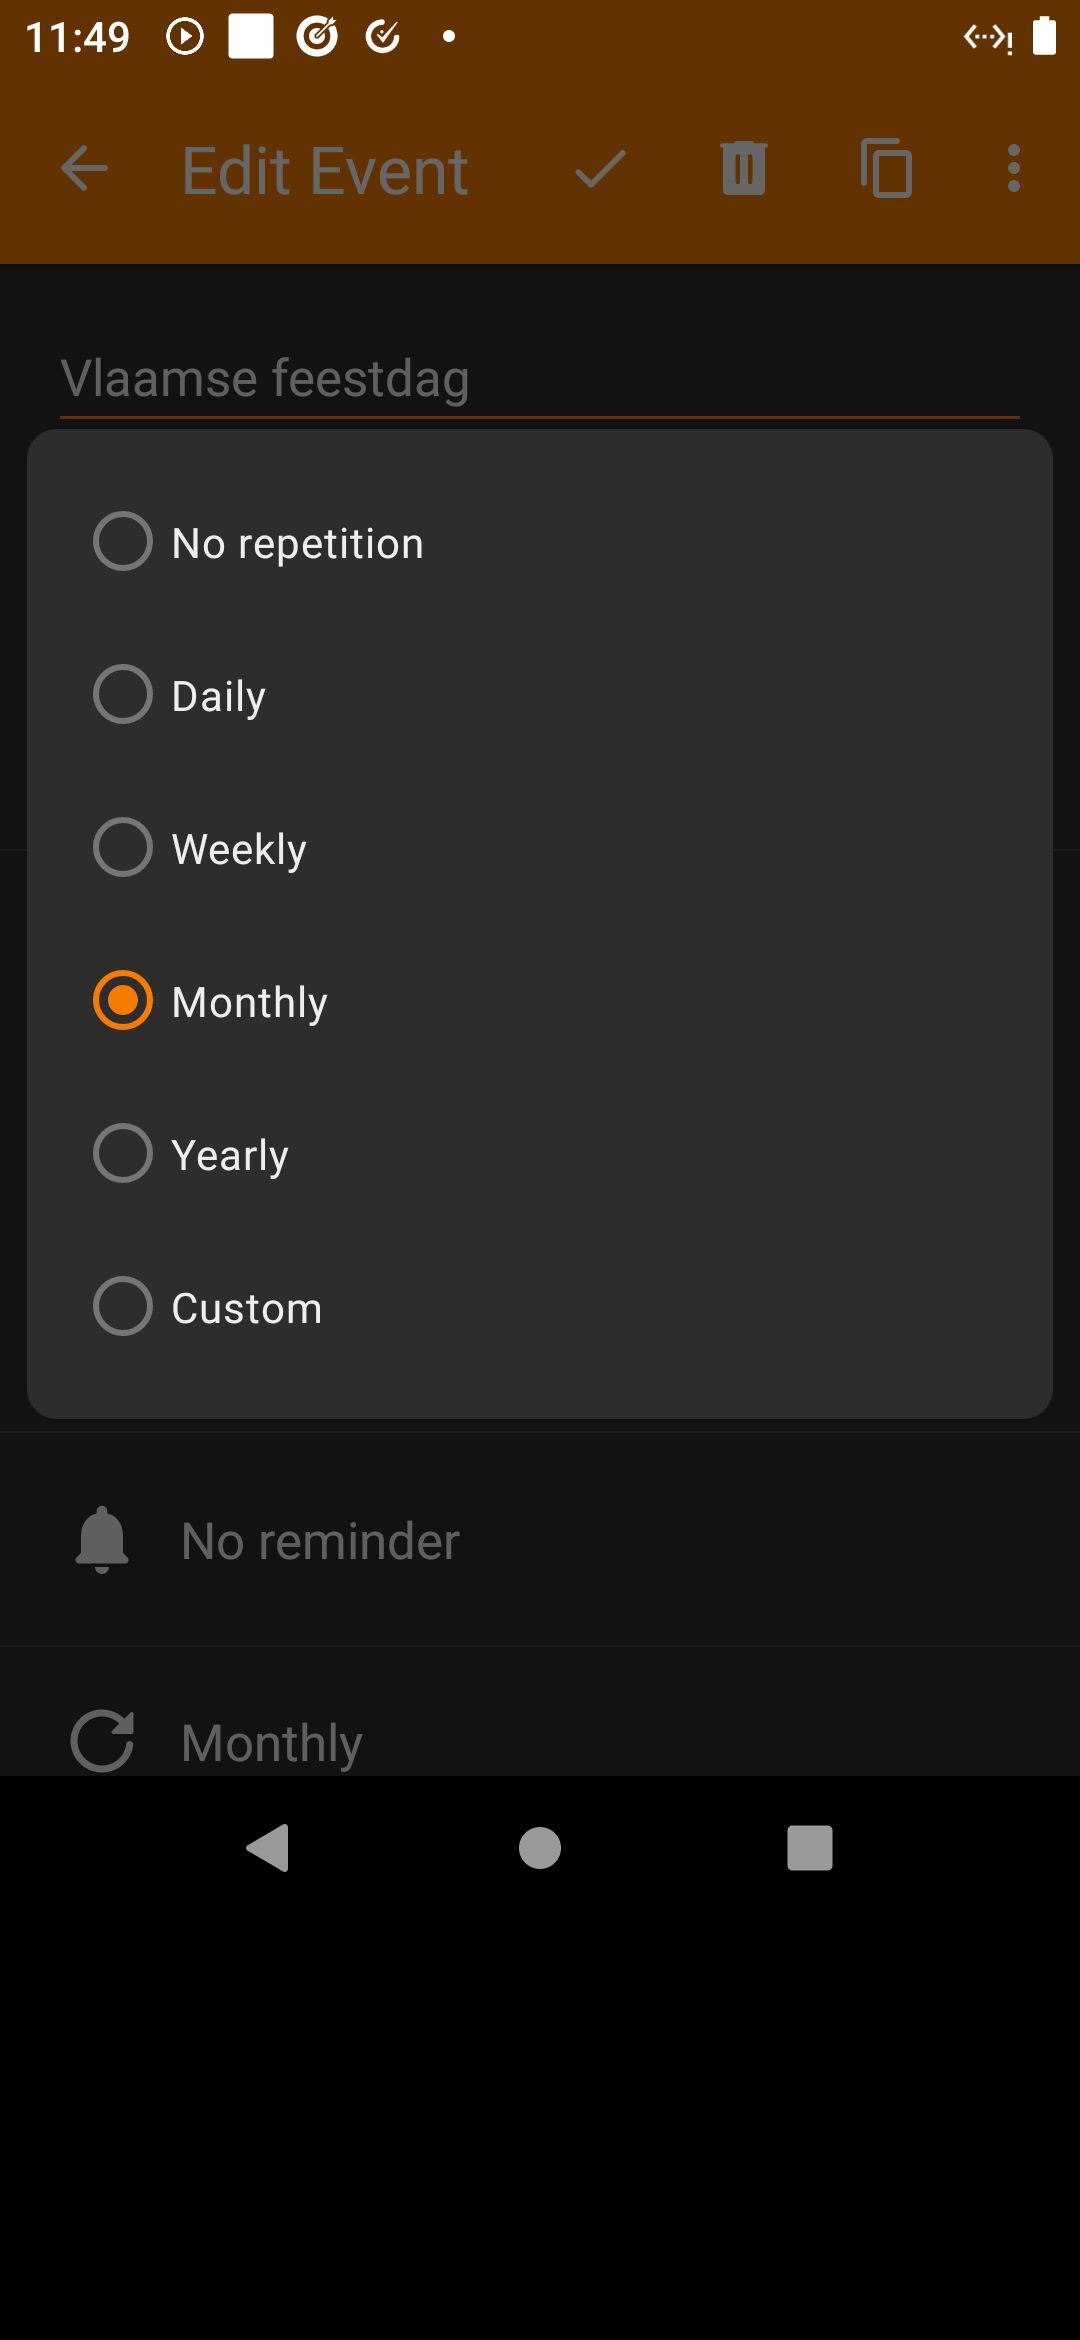 11:49
Edit Event
Vlaamse feestdag
No repetition
Daily
Weekly
Monthly
Yearly
Custom
No reminder
Monthly